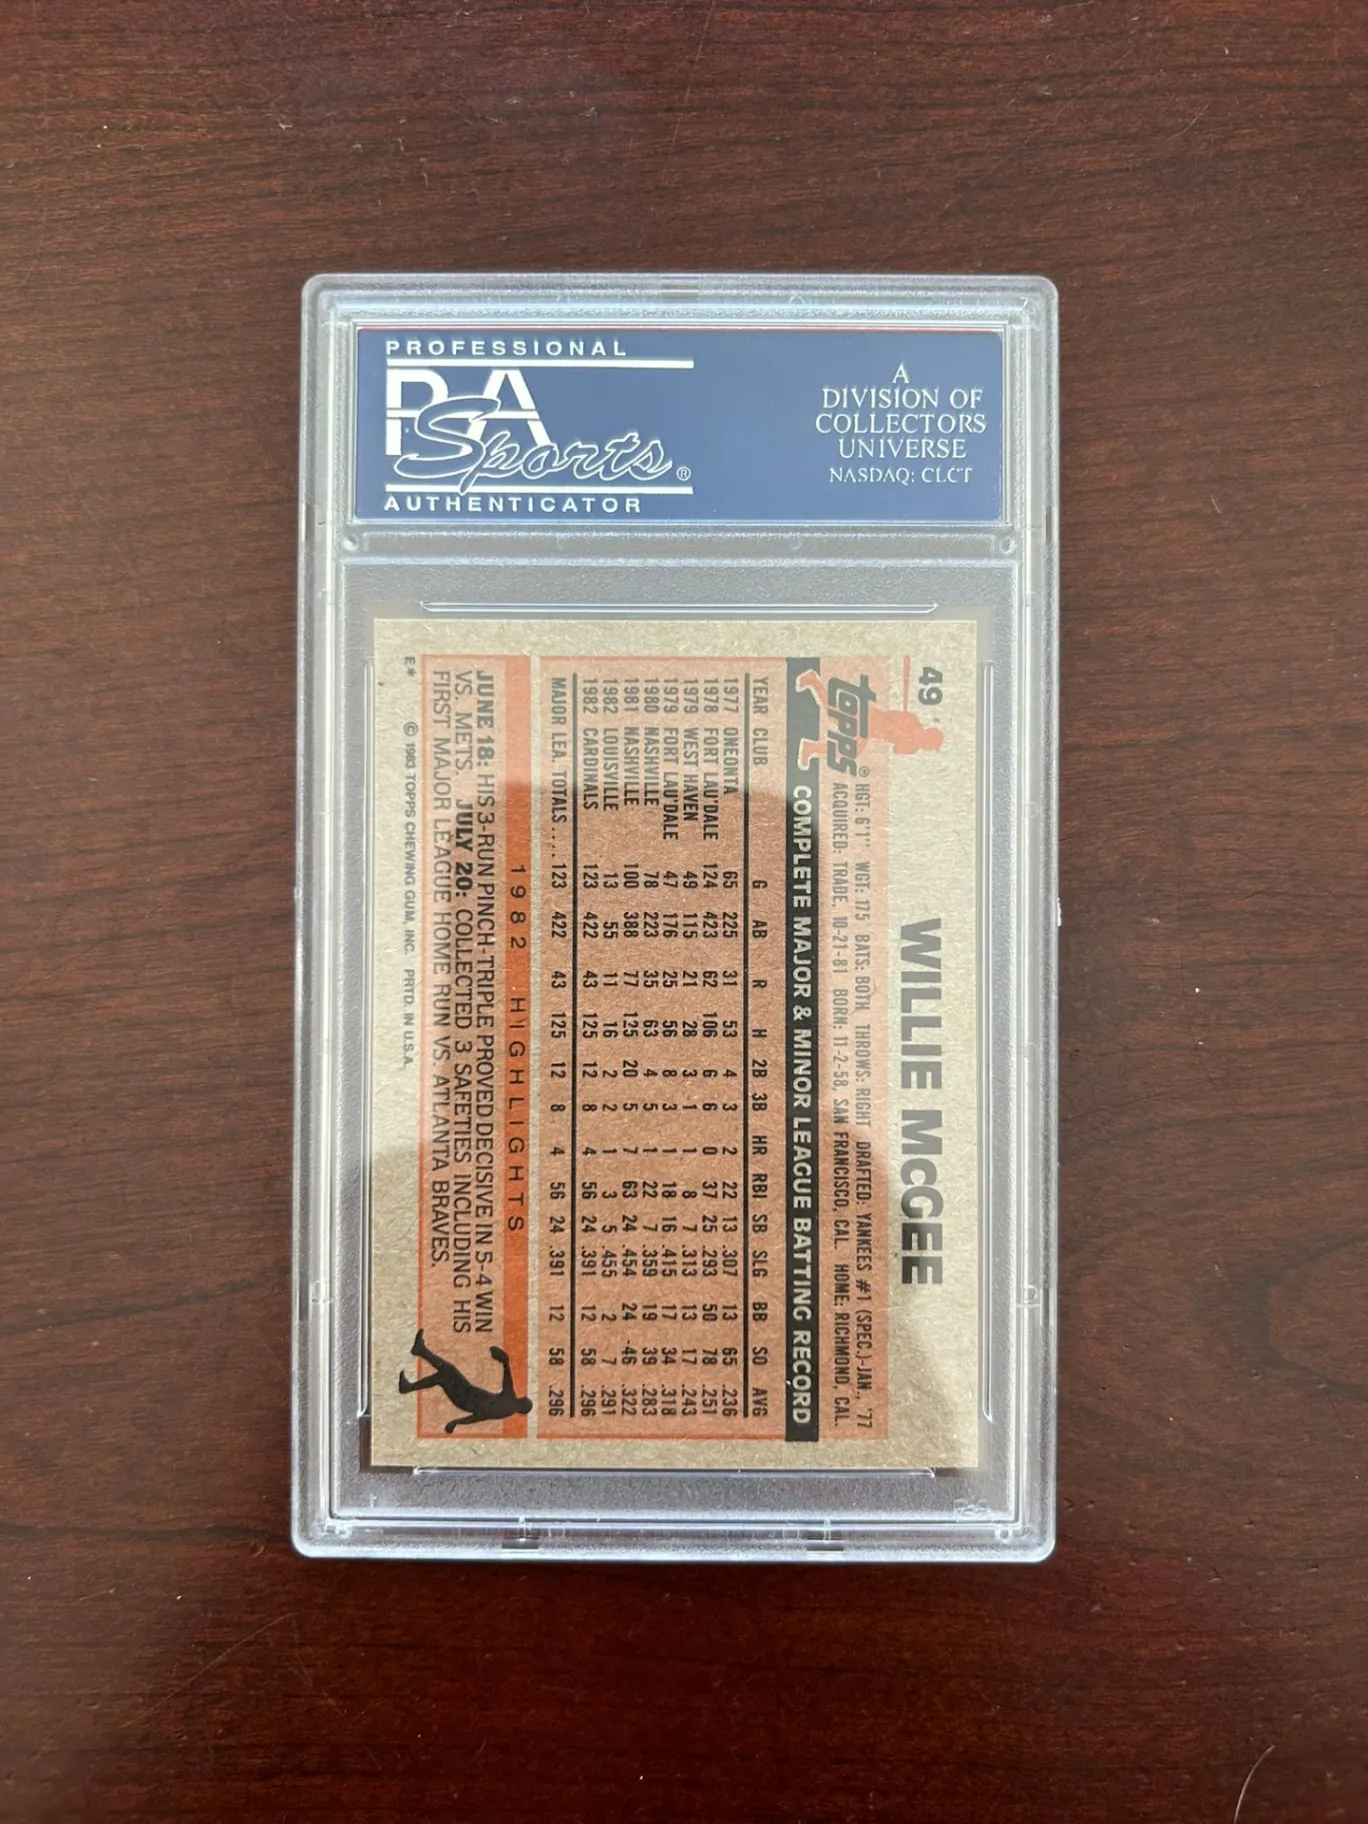 PROFESSIONAL
PSA
Sports®
AUTHENTICATOR
A
DIVISION OF
COLLECTORS
UNIVERSE
NASDAQ: CLCT
49
WILLIE McGEE
Topps®
HGT: 6'1" WGT: 175 BATS: BOTH THROWS: RIGHT DRAFTED: YANKEES #1 (SPEC.)-JAN., '77
ACQUIRED: TRADE, 10-21-81 BORN: 11-2-58, SAN FRANCISCO, CAL. HOME: RICHMOND, CAL.
COMPLETE MAJOR & MINOR LEAGUE BATTING RECORD
YEAR CLUB G AB R H 2B 3B HR RBI SB SLG BB SO AVG
1977 ONEONTA 65 225 31 53 4 3 2 22 13 .307 13 65 .236
1978 FORT LAU'DALE 124 423 62 106 6 6 0 37 25 .293 50 78 .251
1979 WEST HAVEN 49 115 21 28 3 1 1 8 7 .313 13 17 .243
1979 FORT LAU'DALE 47 176 25 56 8 3 1 18 16 .415 17 34 .318
1980 NASHVILLE 78 223 35 63 4 5 1 22 7 .359 19 39 .283
1981 NASHVILLE 100 388 77 125 20 5 7 63 24 .454 24 46 .322
1982 LOUISVILLE 13 55 11 16 2 2 1 3 5 .455 2 7 .291
1982 CARDINALS 123 422 43 125 12 8 4 56 24 .391 12 58 .296
MAJOR LEA. TOTALS.... 123 422 43 125 12 8 4 56 24 .391 12 58 .296
1982 HIGHLIGHTS
JUNE 18: HIS 3-RUN PINCH-TRIPLE PROVED DECISIVE IN 5-4 WIN
VS. METS. JULY 20: COLLECTED 3 SAFETIES INCLUDING HIS
FIRST MAJOR LEAGUE HOME RUN VS. ATLANTA BRAVES.
E* © 1983 TOPPS CHEWING GUM, INC. PRTD. IN U.S.A.